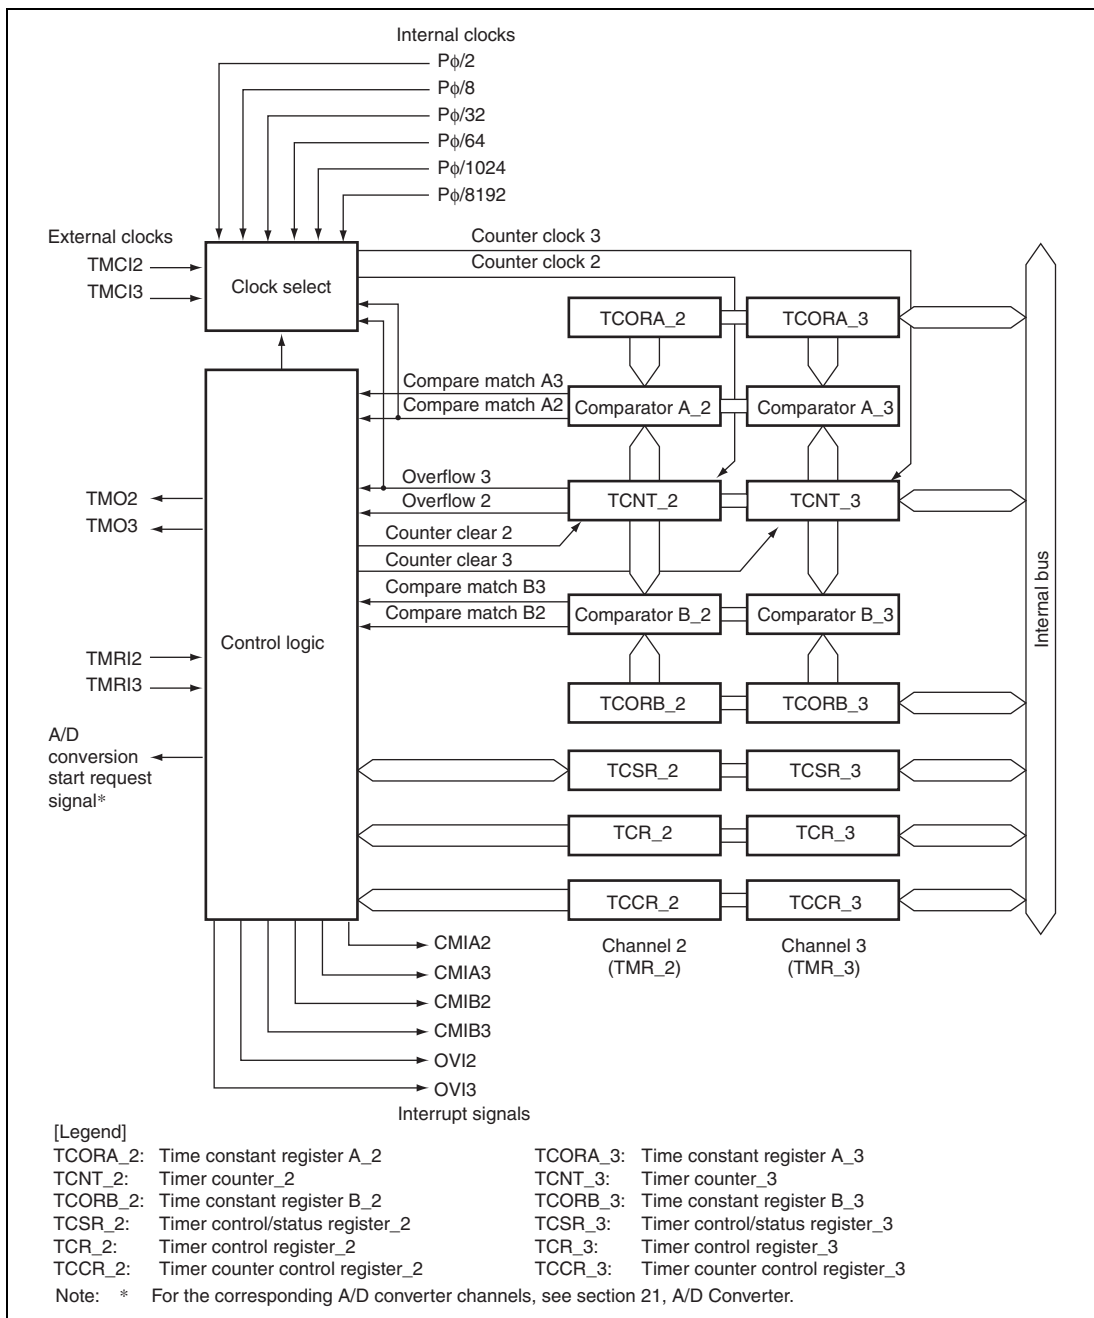 Internal clocks
Pϕ/2
Pϕ/8
Pϕ/32
Pϕ/64
Pϕ/1024
Pϕ/8192
External clocks
TMCI2
TMCI3
Clock select
Counter clock 3
Counter clock 2
TCORA_2
TCORA_3
Compare match A3
Compare match A2
Comparator A_2
Comparator A_3
TMO2
TMO3
Overflow 3
Overflow 2
TCNT_2
TCNT_3
Counter clear 2
Counter clear 3
Compare match B3
Compare match B2
Comparator B_2
Comparator B_3
Internal bus
Control logic
TMRI2
TMRI3
TCORB_2
TCORB_3
A/D
conversion
start request
signal*
TCSR_2
TCSR_3
TCR_2
TCR_3
TCCR_2
TCCR_3
Channel 2
(TMR_2)
Channel 3
(TMR_3)
CMIA2
CMIA3
CMIB2
CMIB3
OVI2
OVI3
Interrupt signals
[Legend]
TCORA_2: Time constant register A_2
TCORA_3: Time constant register A_3
TCNT_2: Timer counter_2
TCNT_3: Timer counter_3
TCORB_2: Time constant register B_2
TCORB_3: Time constant register B_3
TCSR_2: Timer control/status register_2
TCSR_3: Timer control/status register_3
TCR_2: Timer control register_2
TCR_3: Timer control register_3
TCCR_2: Timer counter control register_2
TCCR_3: Timer counter control register_3
Note: * For the corresponding A/D converter channels, see section 21, A/D Converter.